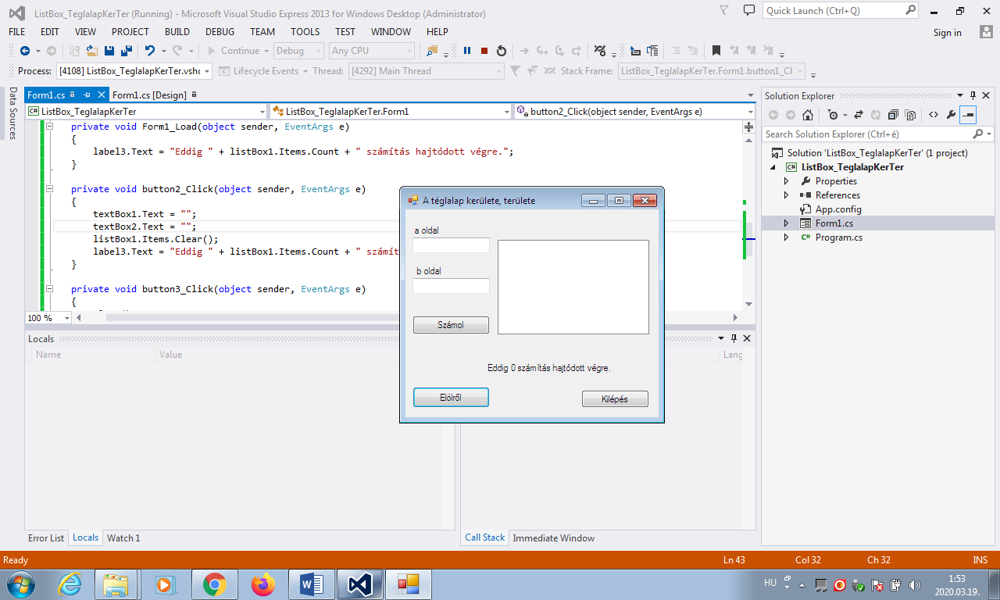 ListBox_TeglalapKerTer (Running) - Microsoft Visual Studio Express 2013 for Windows Desktop (Administrator)
Quick Launch (Ctrl+Q)
FILE EDIT VIEW PROJECT BUILD DEBUG TEAM TOOLS TEST WINDOW HELP
Sign in
Continue Debug Any CPU
Process: [4108] ListBox_TeglalapKerTer.vshc Lifecycle Events Thread: [4292] Main Thread Stack Frame: ListBox_TeglalapKerTer.Form1.button1_Cl
Data Sources
Form1.cs Form1.cs [Design]
ListBox_TeglalapKerTer ListBox_TeglalapKerTer.Form1 button2_Click(object sender, EventArgs e)
private void Form1_Load(object sender, EventArgs e)
{
label3.Text = "Eddig " + listBox1.Items.Count + " számítás hajtódott végre.";
}
private void button2_Click(object sender, EventArgs e)
{
textBox1.Text = "";
textBox2.Text = "";
listBox1.Items.Clear();
label3.Text = "Eddig " + listBox1.Items.Count + " számít
}
private void button3_Click(object sender, EventArgs e)
{
100 %
A téglalap kerülete, területe
a oldal
b oldal
Számol
Eddig 0 számítás hajtódott végre.
Elölről
Kilépés
Solution Explorer
Search Solution Explorer (Ctrl+é)
Solution 'ListBox_TeglalapKerTer' (1 project)
ListBox_TeglalapKerTer
Properties
References
App.config
Form1.cs
Program.cs
Locals
Name Value
Lang
Error List Locals Watch 1
Call Stack Immediate Window
Ready Ln 43 Col 32 Ch 32 INS
HU
1:53
2020.03.19.